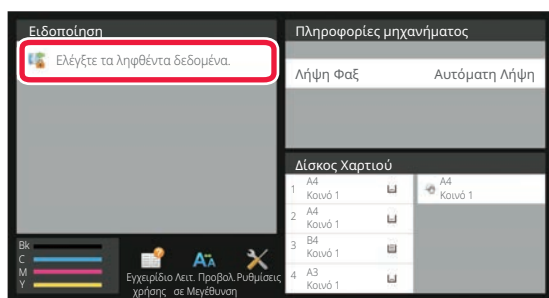 Ειδοποίηση
Ελέγξτε τα ληφθέντα δεδομένα.
Πληροφορίες μηχανήματος
Λήψη Φαξ Αυτόματη Λήψη
Δίσκος Χαρτιού
1 A4
Κοινό 1
A4
Κοινό 1
2 A4
Κοινό 1
3 B4
Κοινό 1
4 A3
Κοινό 1
Bk
C
M
Y
Εγχειρίδιο
χρήσης
Λειτ. Προβολ.
σε Μεγέθυνση
Ρυθμίσεις